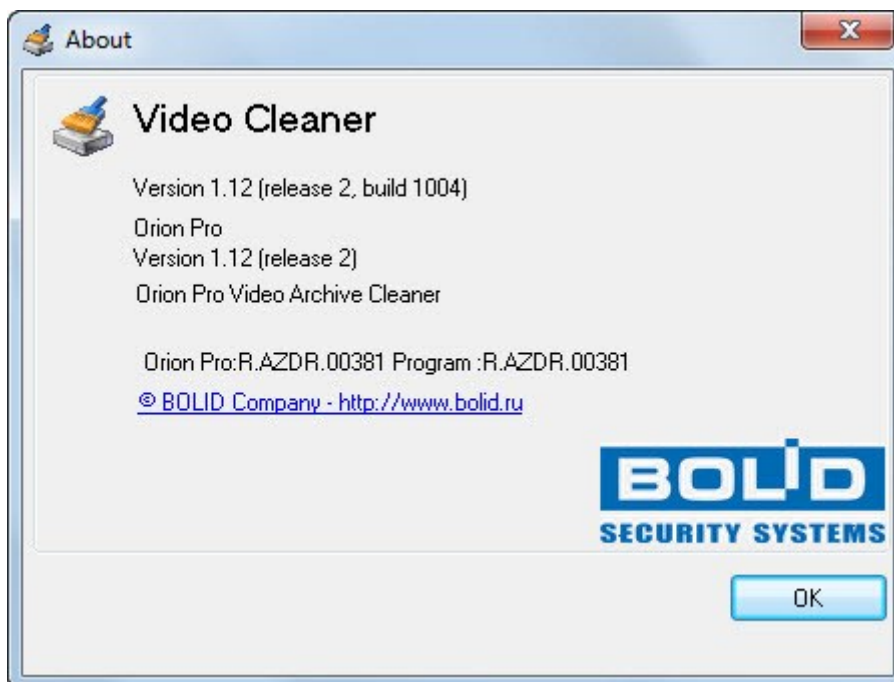 About
Video Cleaner
Version 1.12 (release 2, build 1004)
Orion Pro
Version 1.12 (release 2)
Orion Pro Video Archive Cleaner
Orion Pro:R.AZDR.00381 Program :R.AZDR.00381
© BOLID Company - http://www.bolid.ru
BOLID
SECURITY SYSTEMS
OK